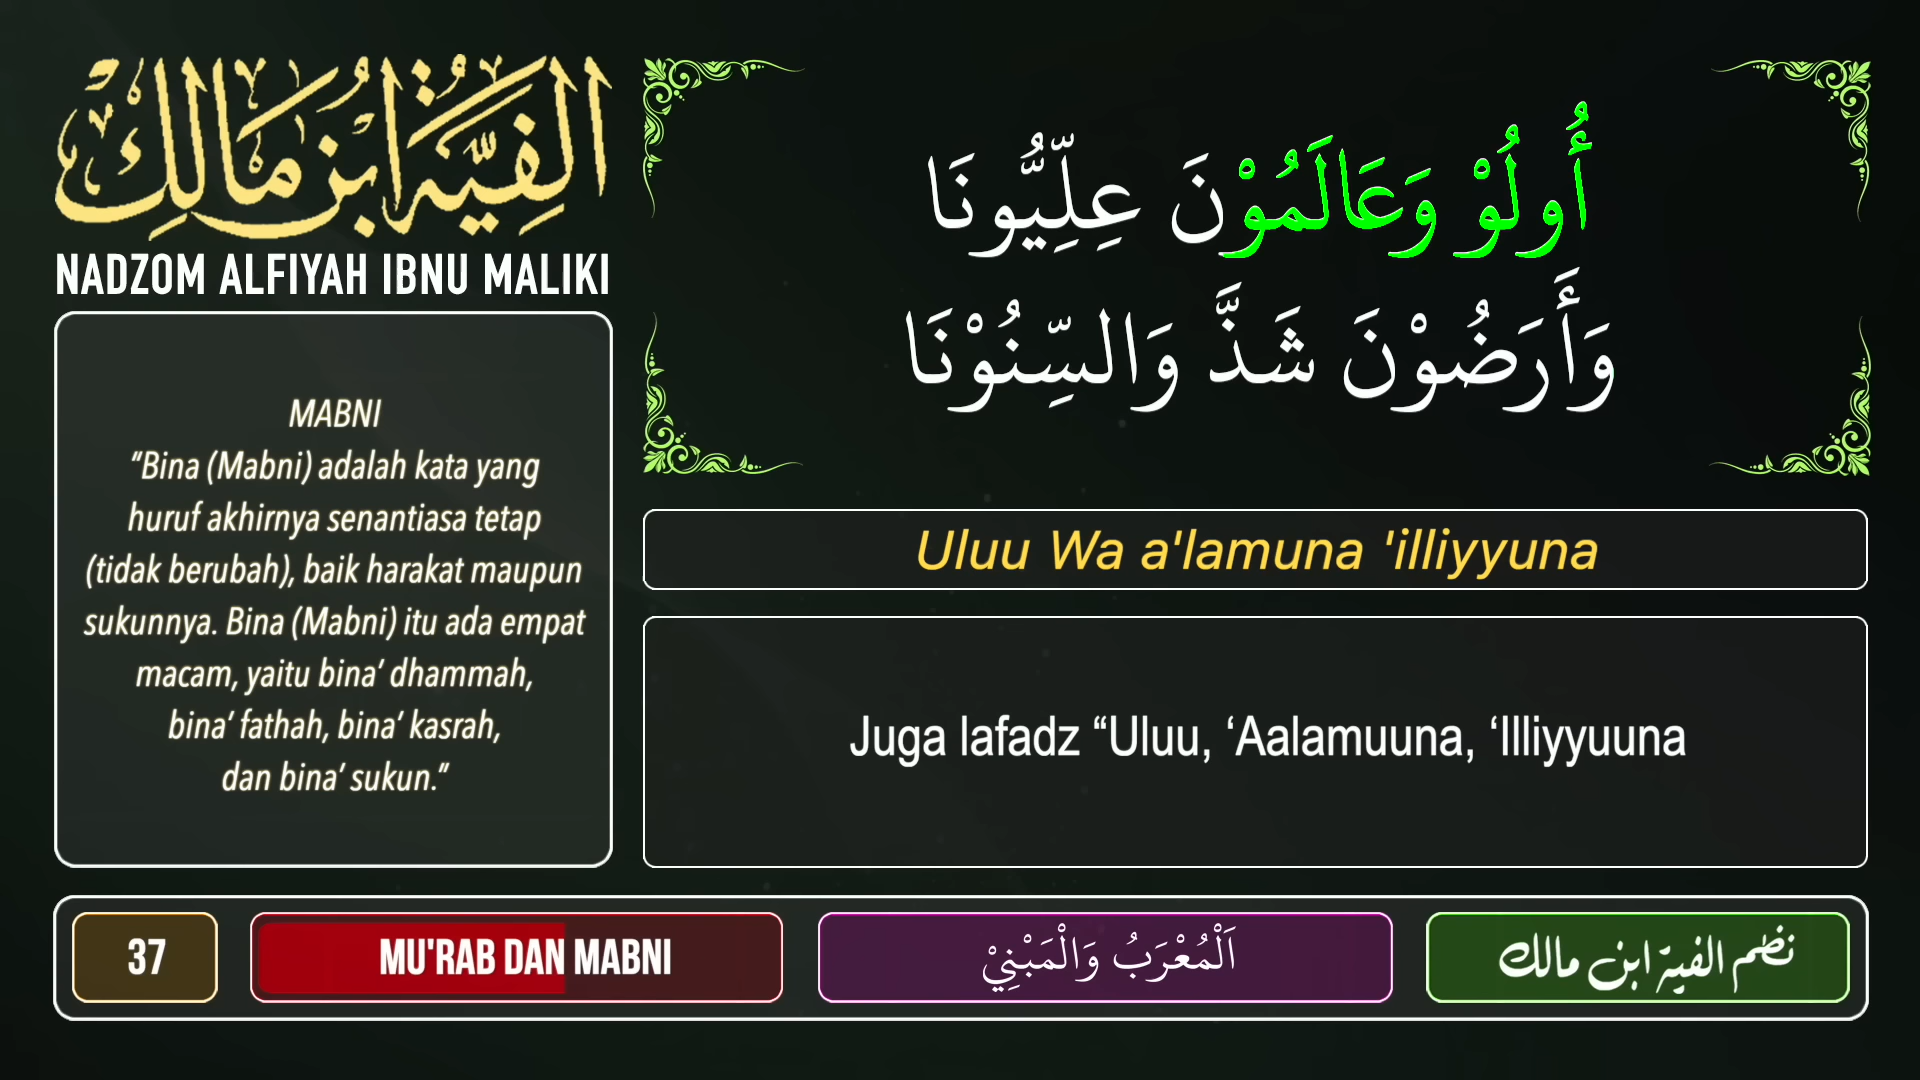 الفية ابن مالك
NADZOM ALFIYAH IBNU MALIKI
MABNI
“Bina (Mabni) adalah kata yang
huruf akhirnya senantiasa tetap
(tidak berubah), baik harakat maupun
sukunnya. Bina (Mabni) itu ada empat
macam, yaitu bina’ dhammah,
bina’ fathah, bina’ kasrah,
dan bina’ sukun.”
أُولُوْ وَعَالَمُوْنَ عِلِّيُّونَا
وَأَرَضُوْنَ شَذَّ وَالسِّنُوْنَا
Uluu Wa a'lamuna 'illiyyuna
Juga lafadz “Uluu, ‘Aalamuuna, ‘Illiyyuuna
37
MU'RAB DAN MABNI
اَلْمُعْرَبُ وَالْمَبْنِيْ
نظم الفية ابن مالك